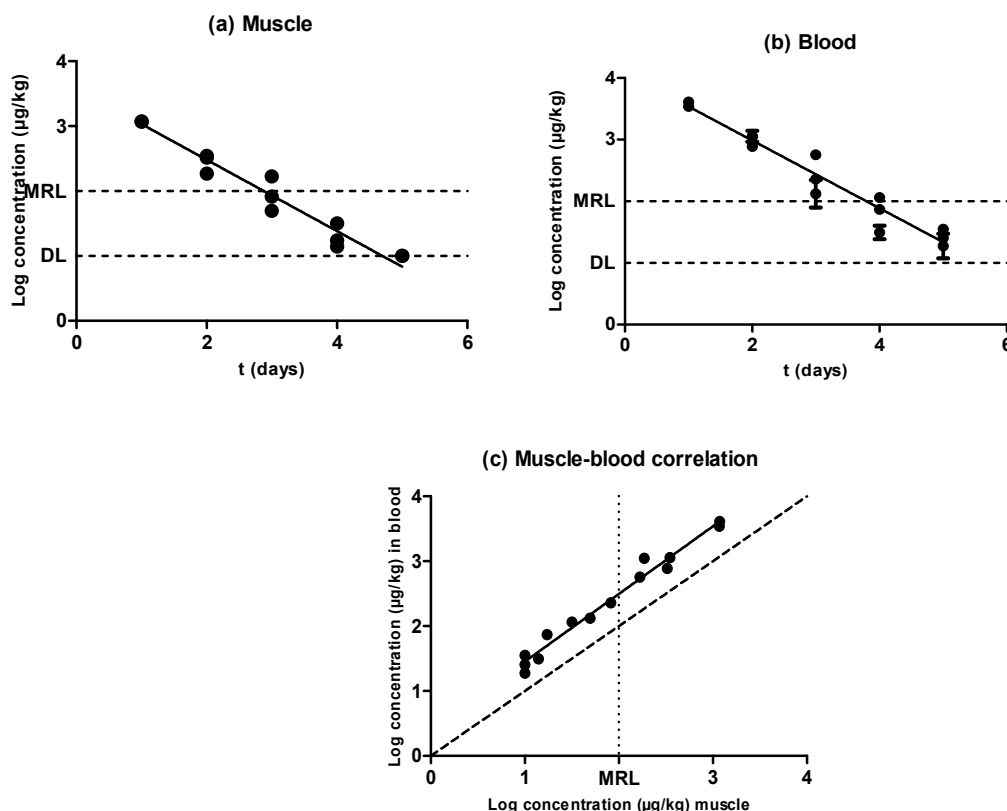 (a) Muscle
Log concentration (µg/kg)
4
3
MRL
DL
0
0
2
4
6
t (days)
(b) Blood
Log concentration (µg/kg)
4
3
MRL
DL
0
0
2
4
6
t (days)
(c) Muscle-blood correlation
Log concentration (µg/kg) in blood
4
3
2
1
0
0
1
MRL
3
4
Log concentration (µg/kg) muscle